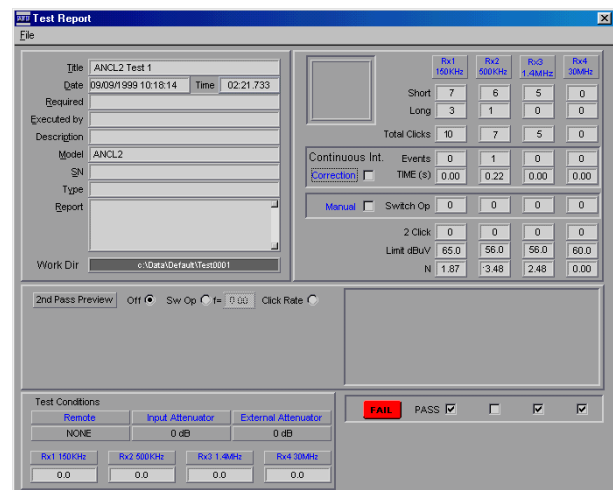 Test Report
File
Title ANCL2 Test 1
Date 09/09/1999 10:18:14 Time 02:21.733
Required
Executed by
Description
Model ANCL2
SN
Type
Report
Work Dir c:\Data\Default\Test0001
Rx1 150KHz Rx2 500KHz Rx3 1.4MHz Rx4 30MHz
Short 7 6 5 0
Long 3 1 0 0
Total Clicks 10 7 5 0
Continuous Int. Events 0 1 0 0
Correction TIME (s) 0.00 0.22 0.00 0.00
Manual Switch Op 0 0 0 0
2 Click 0 0 0 0
Limit dBuV 65.0 56.0 56.0 60.0
N 1.87 3.48 2.48 0.00
2nd Pass Preview Off Sw Op f= 0.00 Click Rate
Test Conditions
Remote Input Attenuator External Attenuator
NONE 0 dB 0 dB
Rx1 150KHz Rx2 500KHz Rx3 1.4MHz Rx4 30MHz
0.0 0.0 0.0 0.0
FAIL PASS